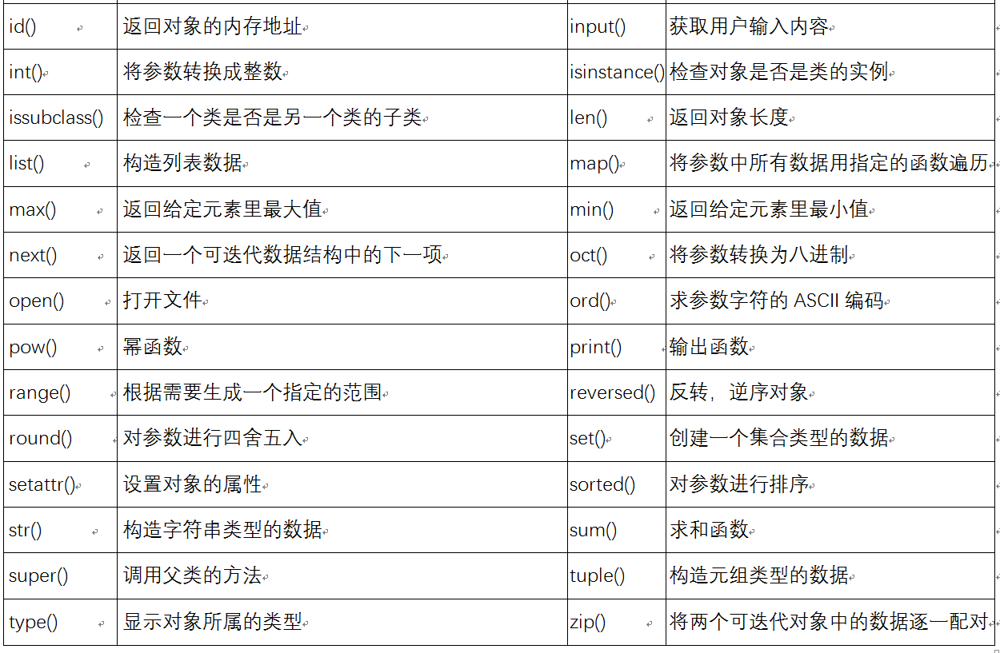 id() 返回对象的内存地址 input() 获取用户输入内容
int() 将参数转换成整数 isinstance() 检查对象是否是类的实例
issubclass() 检查一个类是否是另一个类的子类 len() 返回对象长度
list() 构造列表数据 map() 将参数中所有数据用指定的函数遍历
max() 返回给定元素里最大值 min() 返回给定元素里最小值
next() 返回一个可迭代数据结构中的下一项 oct() 将参数转换为八进制
open() 打开文件 ord() 求参数字符的 ASCII 编码
pow() 幂函数 print() 输出函数
range() 根据需要生成一个指定的范围 reversed() 反转，逆序对象
round() 对参数进行四舍五入 set() 创建一个集合类型的数据
setattr() 设置对象的属性 sorted() 对参数进行排序
str() 构造字符串类型的数据 sum() 求和函数
super() 调用父类的方法 tuple() 构造元组类型的数据
type() 显示对象所属的类型 zip() 将两个可迭代对象中的数据逐一配对